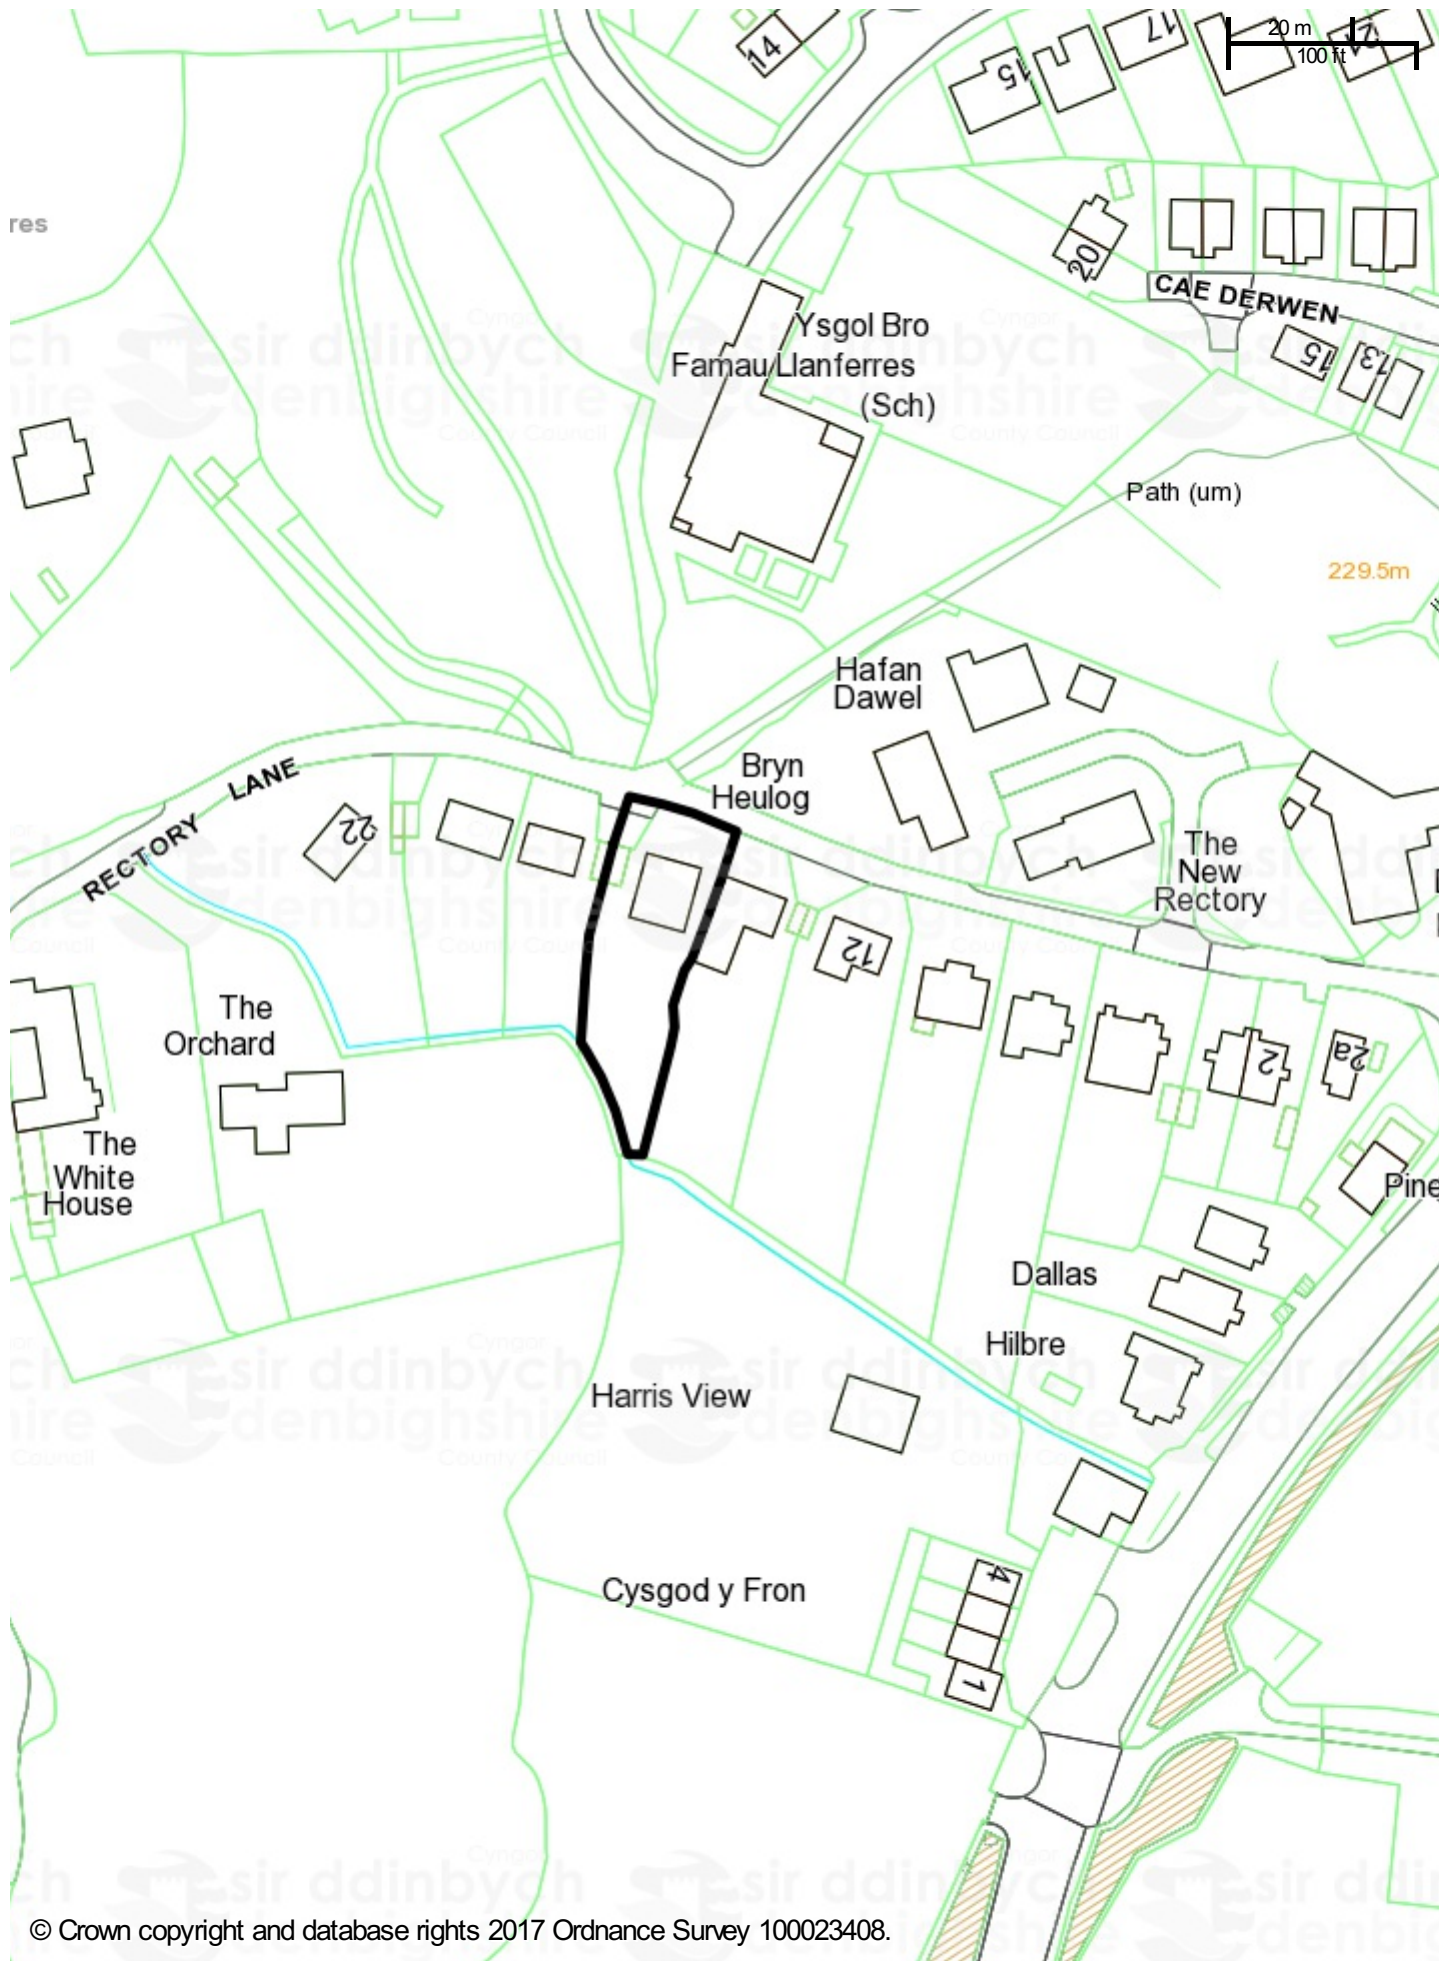 14
15
17
21
20 m
100 ft
res
20
CAE DERWEN
15
13
Ysgol Bro
Famau Llanferres
(Sch)
Path (um)
229.5m
Hafan
Dawel
Bryn
Heulog
RECTORY LANE
22
The
New
Rectory
12
The
Orchard
2
2a
The
White
House
Pine
Dallas
Hilbre
Harris View
Cysgod y Fron
4
1
Cyngor
sir ddinbych
denbighshire
County Council
© Crown copyright and database rights 2017 Ordnance Survey 100023408.